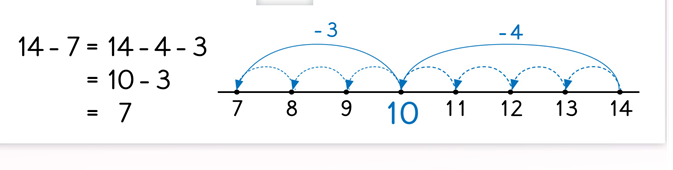 14 - 7 = 14 - 4 - 3
= 10 - 3
= 7
- 3 - 4
7 8 9 10 11 12 13 14